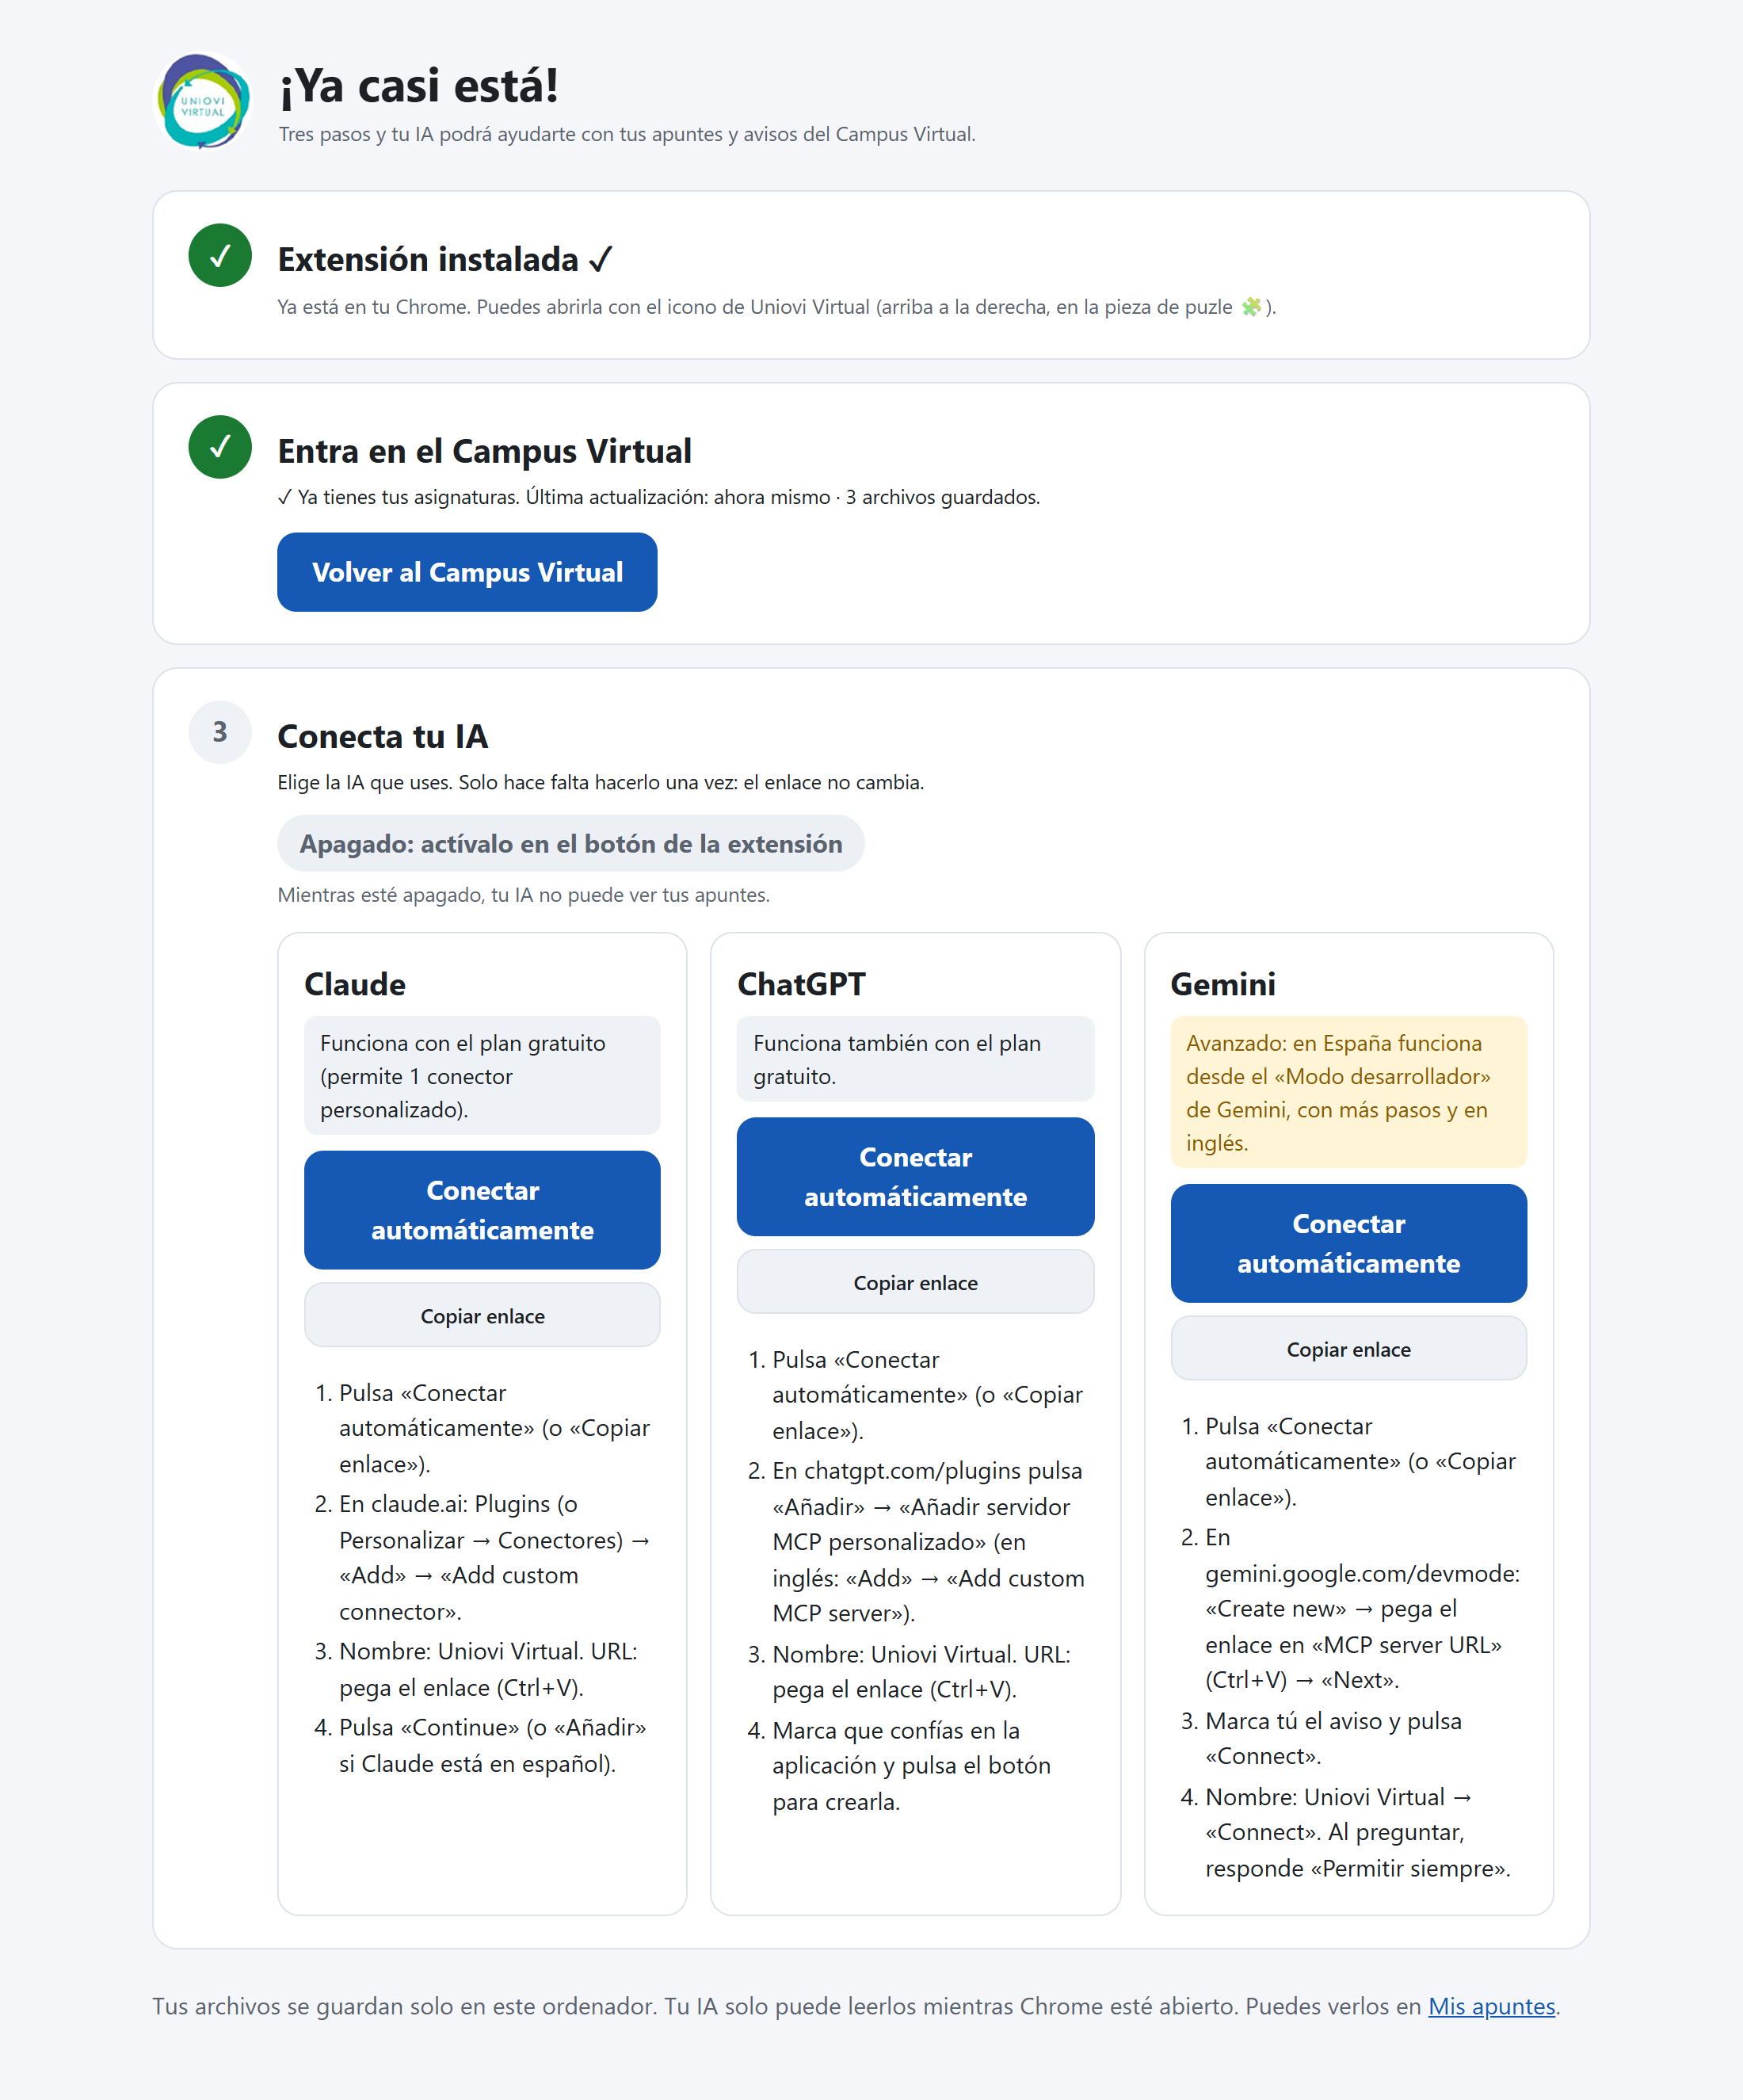 UNIOVI
VIRTUAL
¡Ya casi está!
Tres pasos y tu IA podrá ayudarte con tus apuntes y avisos del Campus Virtual.
✓
Extensión instalada ✓
Ya está en tu Chrome. Puedes abrirla con el icono de Uniovi Virtual (arriba a la derecha, en la pieza de puzle 🧩).
✓
Entra en el Campus Virtual
✓ Ya tienes tus asignaturas. Última actualización: ahora mismo · 3 archivos guardados.
Volver al Campus Virtual
3
Conecta tu IA
Elige la IA que uses. Solo hace falta hacerlo una vez: el enlace no cambia.
Apagado: actívalo en el botón de la extensión
Mientras esté apagado, tu IA no puede ver tus apuntes.
Claude
Funciona con el plan gratuito
(permite 1 conector
personalizado).
Conectar
automáticamente
Copiar enlace
1. Pulsa «Conectar
automáticamente» (o «Copiar
enlace»).
2. En claude.ai: Plugins (o
Personalizar → Conectores) →
«Add» → «Add custom
connector».
3. Nombre: Uniovi Virtual. URL:
pega el enlace (Ctrl+V).
4. Pulsa «Continue» (o «Añadir»
si Claude está en español).
ChatGPT
Funciona también con el plan
gratuito.
Conectar
automáticamente
Copiar enlace
1. Pulsa «Conectar
automáticamente» (o «Copiar
enlace»).
2. En chatgpt.com/plugins pulsa
«Añadir» → «Añadir servidor
MCP personalizado» (en
inglés: «Add» → «Add custom
MCP server»).
3. Nombre: Uniovi Virtual. URL:
pega el enlace (Ctrl+V).
4. Marca que confías en la
aplicación y pulsa el botón
para crearla.
Gemini
Avanzado: en España funciona
desde el «Modo desarrollador»
de Gemini, con más pasos y en
inglés.
Conectar
automáticamente
Copiar enlace
1. Pulsa «Conectar
automáticamente» (o «Copiar
enlace»).
2. En
gemini.google.com/devmode:
«Create new» → pega el
enlace en «MCP server URL»
(Ctrl+V) → «Next».
3. Marca tú el aviso y pulsa
«Connect».
4. Nombre: Uniovi Virtual →
«Connect». Al preguntar,
responde «Permitir siempre».
Tus archivos se guardan solo en este ordenador. Tu IA solo puede leerlos mientras Chrome esté abierto. Puedes verlos en Mis apuntes.